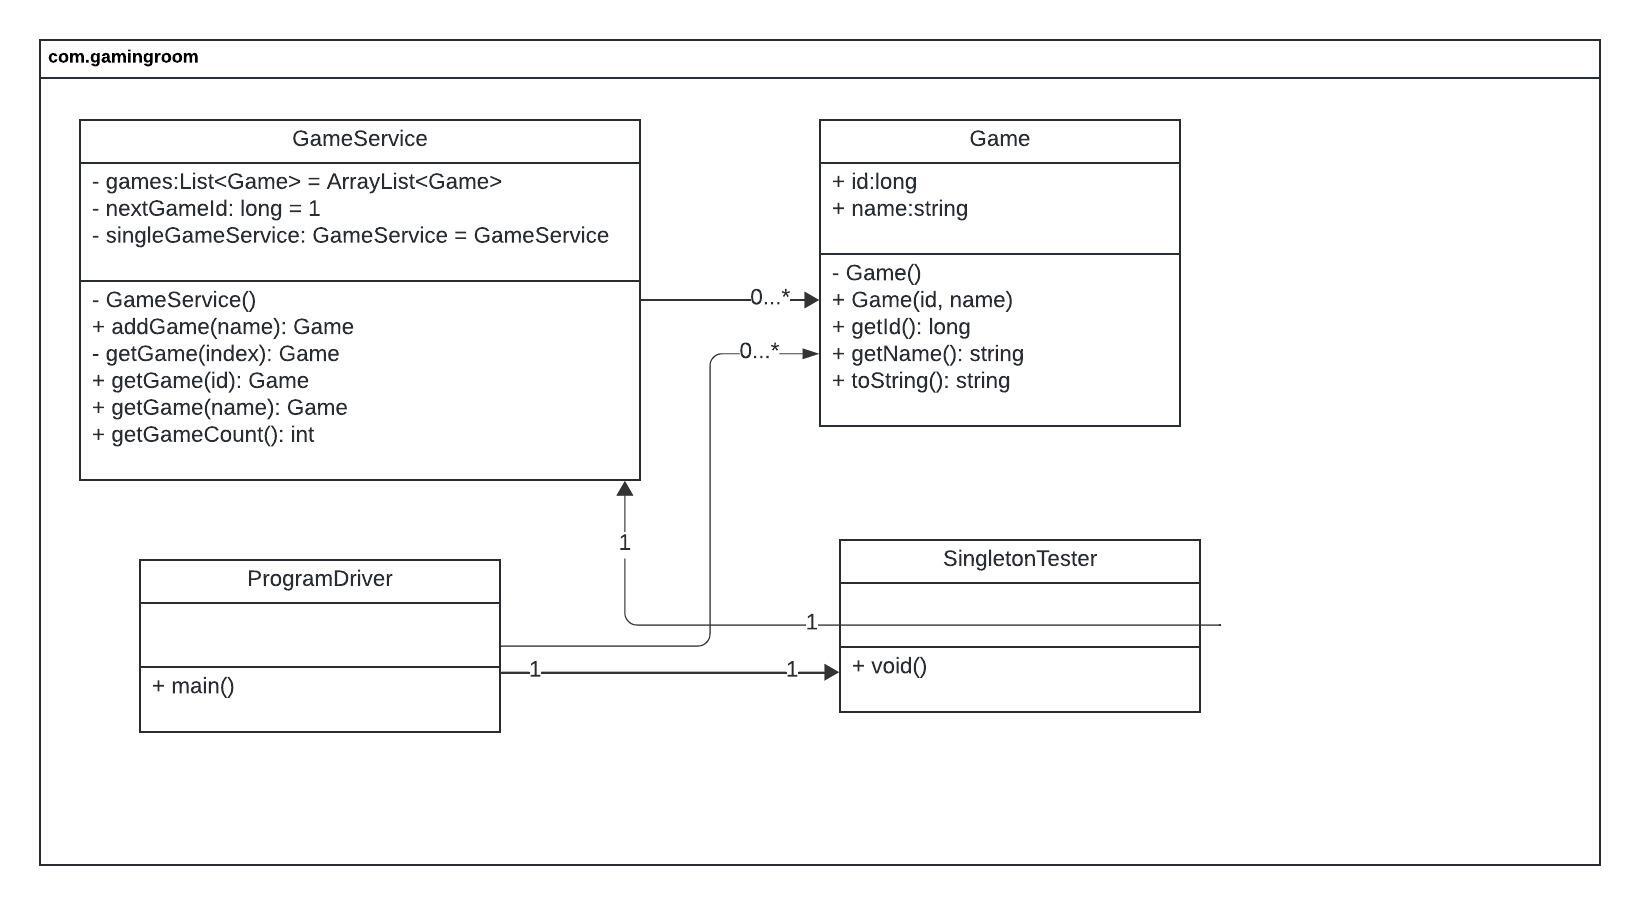 com.gamingroom
GameService
- games:List<Game> = ArrayList<Game>
- nextGameId: long = 1
- singleGameService: GameService = GameService
- GameService()
+ addGame(name): Game
- getGame(index): Game
+ getGame(id): Game
+ getGame(name): Game
+ getGameCount(): int
Game
+ id:long
+ name:string
- Game()
+ Game(id, name)
+ getId(): long
+ getName(): string
+ toString(): string
0...*
0...*
1
1
ProgramDriver
+ main()
1
1
SingletonTester
+ void()